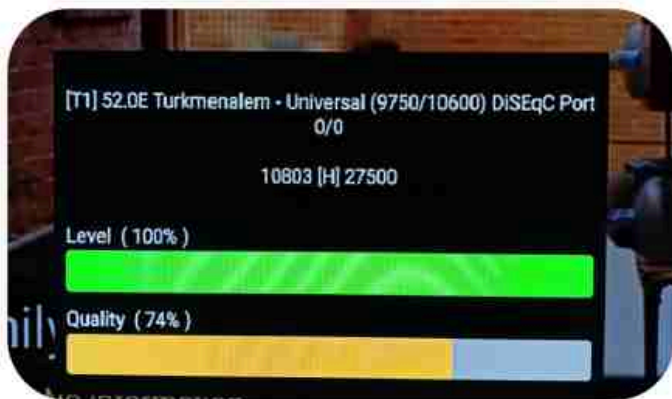 [T1] 52.0E Turkmenalem - Universal (9750/10600) DiSEqC Port
0/0
10803 [H] 27500
Level ( 100% )
Quality ( 74% )